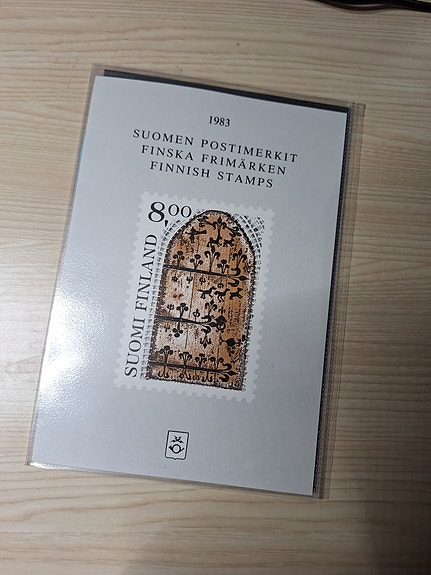 1983
SUOMEN POSTIMERKIT
FINSKA FRIMÄRKEN
FINNISH STAMPS
8,00
SUOMI FINLAND